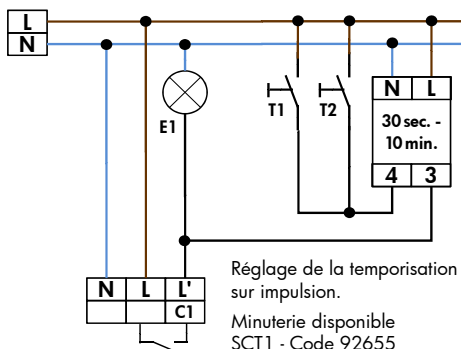 L
N
N L
T1 T2
30 sec. -
10 min.
E1
4 3
N L L'
C1
Réglage de la temporisation
sur impulsion.
Minuterie disponible
SCT1 - Code 92655